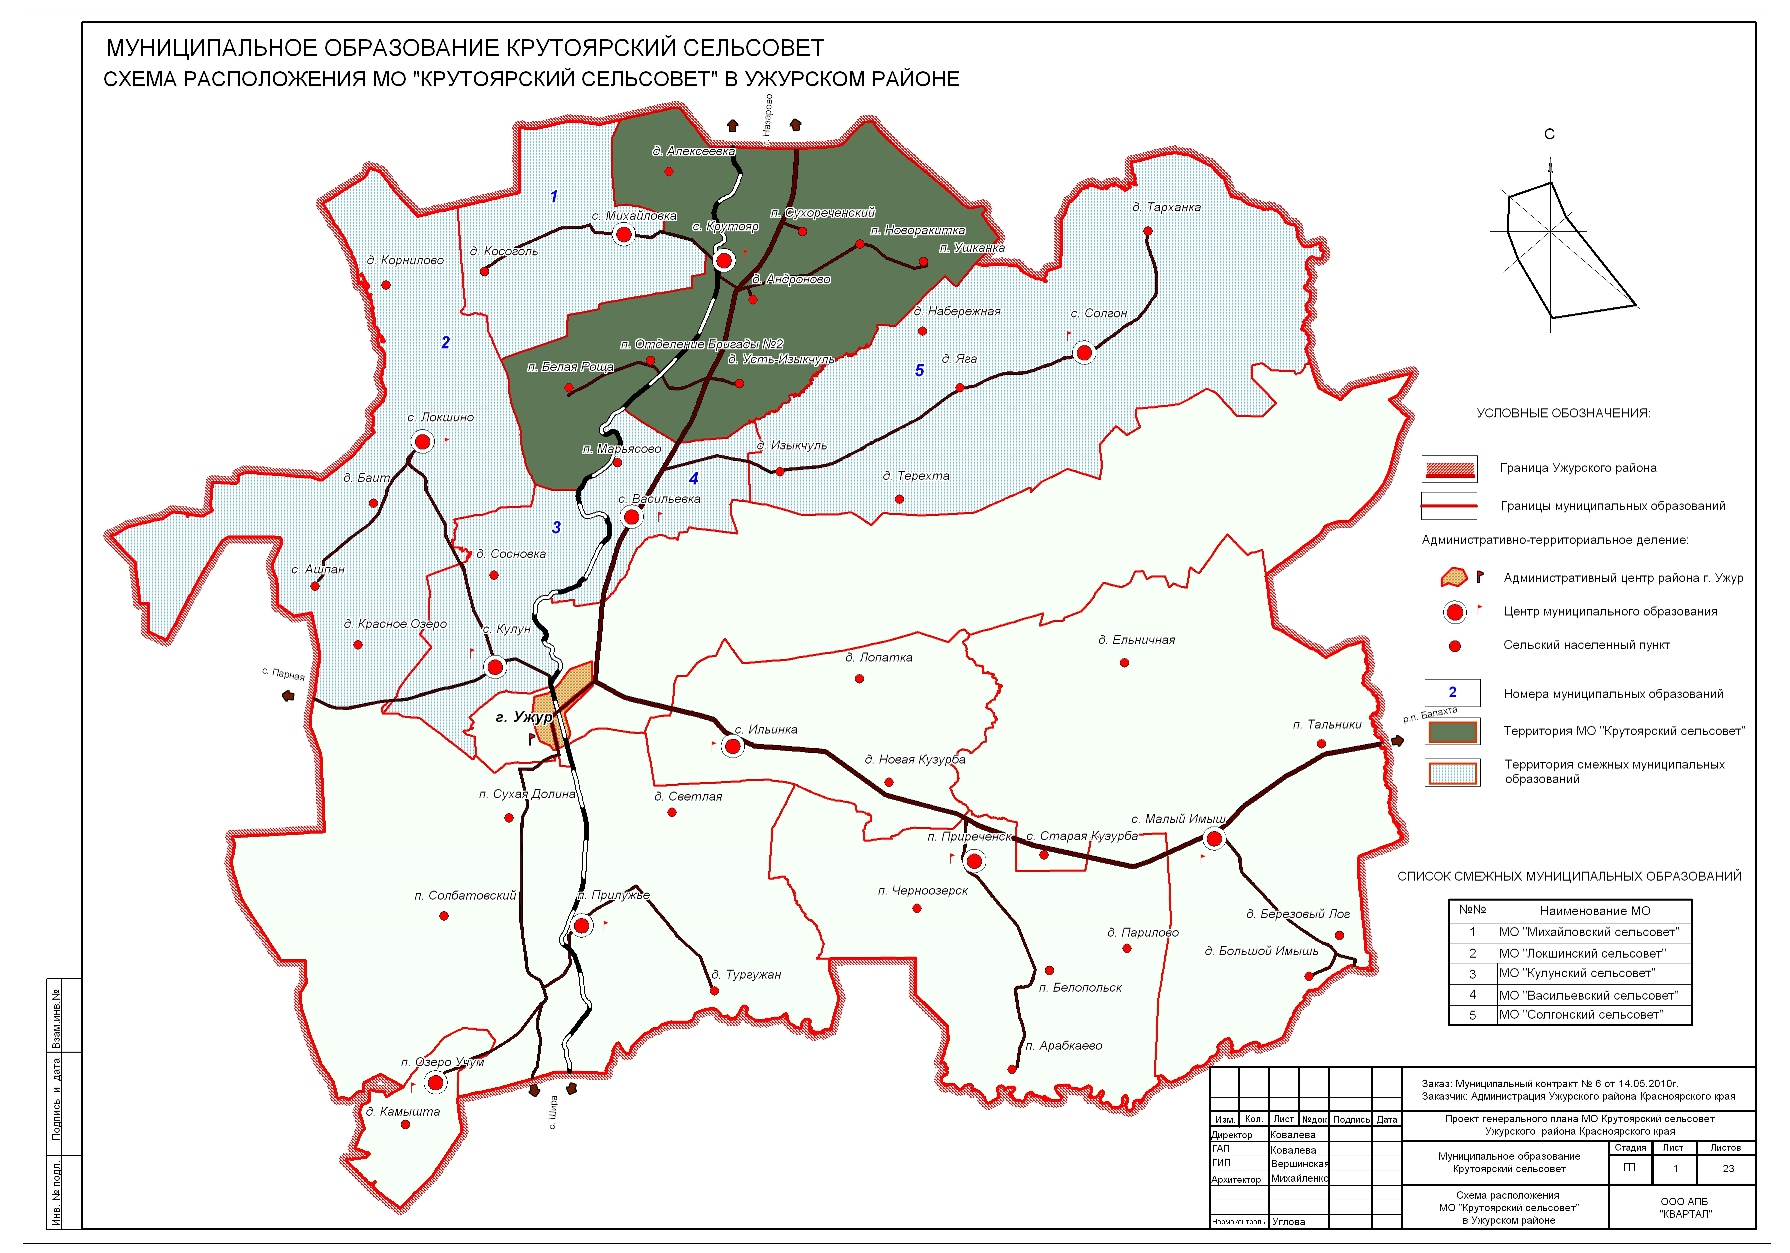 МУНИЦИПАЛЬНОЕ ОБРАЗОВАНИЕ КРУТОЯРСКИЙ СЕЛЬСОВЕТ
СХЕМА РАСПОЛОЖЕНИЯ МО "КРУТОЯРСКИЙ СЕЛЬСОВЕТ" В УЖУРСКОМ РАЙОНЕ
г. Назарово
С
д. Алексеевка
1
с. Михайловка
с. Крутояр
п. Сухореченский
п. Новоракитка
п. Ушканка
д. Тарханка
д. Косоголь
д. Корнилово
д. Андроново
д. Набережная
с. Солгон
2
п. Отделение Бригады №2
д. Усть-Изыкчуль
д. Яга
5
п. Белая Роща
с. Локшино
п. Марьясово
д. Изыкчуль
4
д. Терехта
д. Баит
с. Васильевка
3
д. Сосновка
с. Ашпан
д. Красное Озеро
с. Кулун
с. Парная
д. Ельничная
д. Лопатка
г. Ужур
с. Ильинка
п. Тальники
р.п. Балахта
д. Новая Кузурба
п. Сухая Долина
д. Светлая
с. Малый Имыш
п. Приреченск
с. Старая Кузурба
п. Солбатовский
п. Прилужье
п. Черноозерск
д. Березовый Лог
д. Парилово
д. Большой Имышь
д. Тургужан
п. Белопольск
п. Арабкаево
п. Озеро Учум
д. Камышта
с. Шира
УСЛОВНЫЕ ОБОЗНАЧЕНИЯ:
Граница Ужурского района
Границы муниципальных образований
Административно-территориальное деление:
Административный центр района г. Ужур
Центр муниципального образования
Сельский населенный пункт
2 Номера муниципальных образований
Территория МО "Крутоярский сельсовет"
Территория смежных муниципальных
образований
СПИСОК СМЕЖНЫХ МУНИЦИПАЛЬНЫХ ОБРАЗОВАНИЙ
№№ Наименование МО
1 МО "Михайловский сельсовет"
2 МО "Локшинский сельсовет"
3 МО "Кулунский сельсовет"
4 МО "Васильевский сельсовет"
5 МО "Солгонский сельсовет"
Взам.инв.№
Подпись и дата
Инв. № подл.
Заказ: Муниципальный контракт № 6 от 14.05.2010г.
Заказчик: Администрация Ужурского района Красноярского края
Изм. Кол. Лист №док Подпись Дата
Проект генерального плана МО Крутоярский сельсовет
Ужурского района Красноярского края
Директор Ковалева
ГАП Ковалева
ГИП Вершинская
Архитектор Михайленко
Нормоконтроль Углова
Муниципальное образование
Крутоярский сельсовет
Стадия Лист Листов
ГП 1 23
Схема расположения
МО "Крутоярский сельсовет"
в Ужурском районе
ООО АПБ
"КВАРТАЛ"